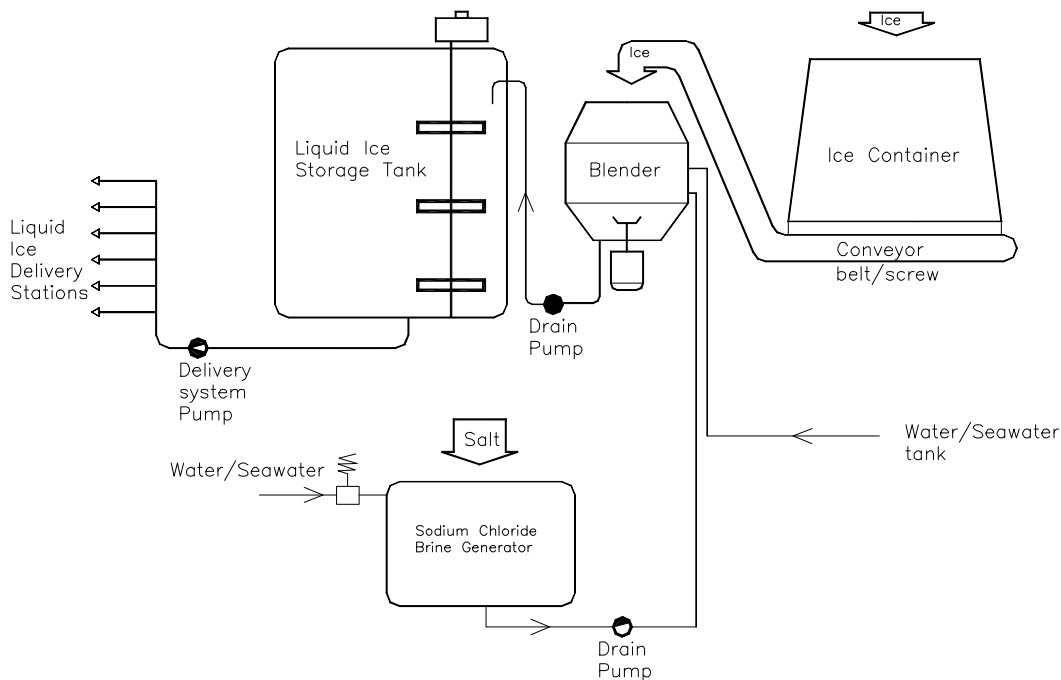 Ice
Ice
Liquid Ice
Storage Tank
Blender
Ice Container
Liquid
Ice
Delivery
Stations
Conveyor
belt/screw
Drain
Pump
Delivery
system
Pump
Salt
Water/Seawater
tank
Water/Seawater
Sodium Chloride
Brine Generator
Drain
Pump